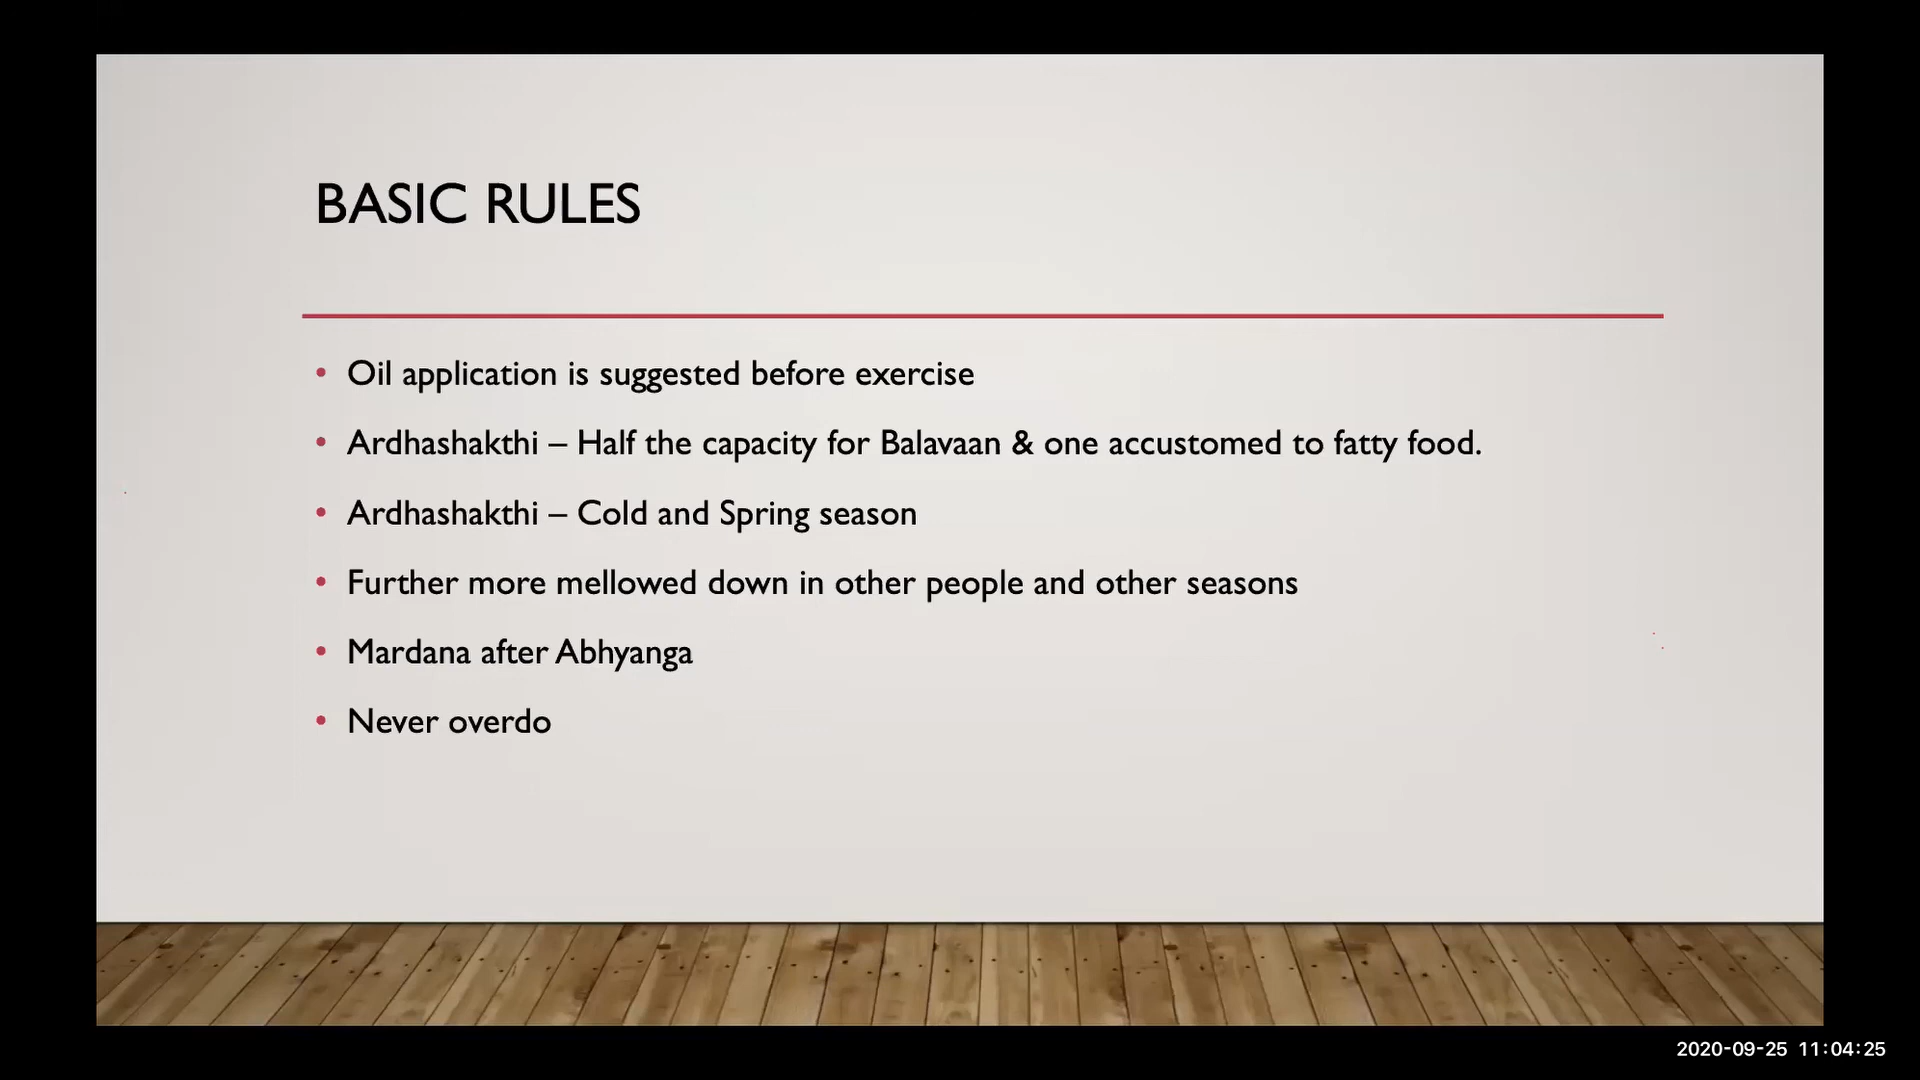 BASIC RULES
• Oil application is suggested before exercise
• Ardhashakthi – Half the capacity for Balavaan & one accustomed to fatty food.
• Ardhashakthi – Cold and Spring season
• Further more mellowed down in other people and other seasons
• Mardana after Abhyanga
• Never overdo
2020-09-25 11:04:25